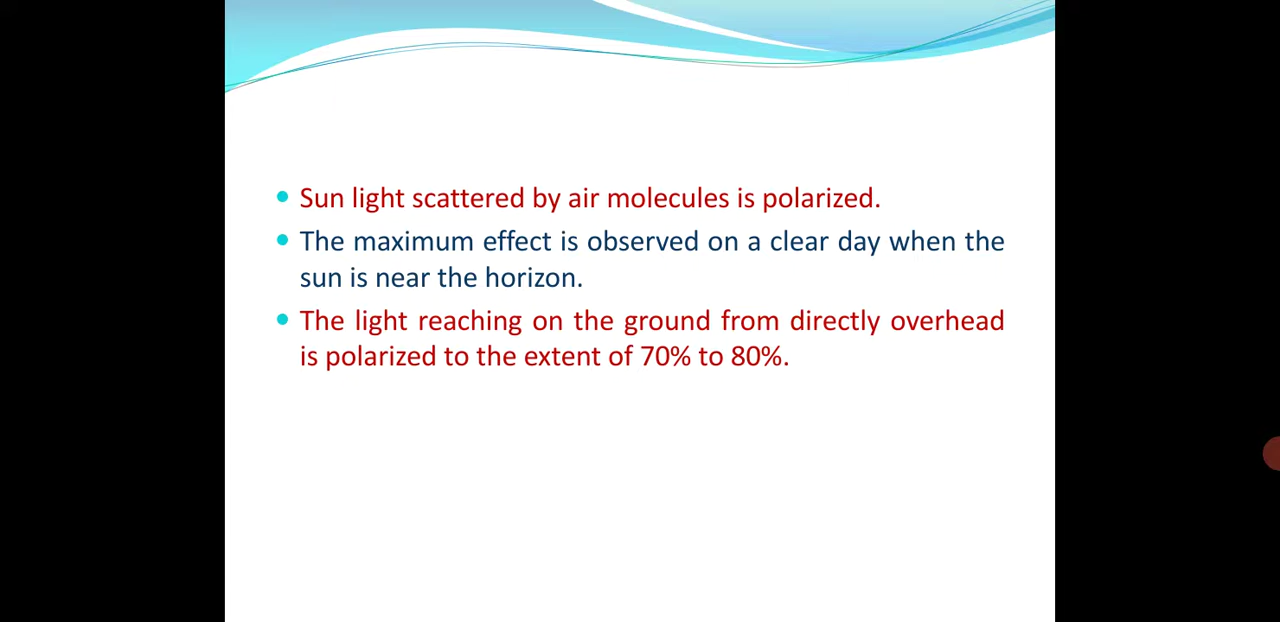 Sun light scattered by air molecules is polarized.
The maximum effect is observed on a clear day when the
sun is near the horizon.
The light reaching on the ground from directly overhead
is polarized to the extent of 70% to 80%.